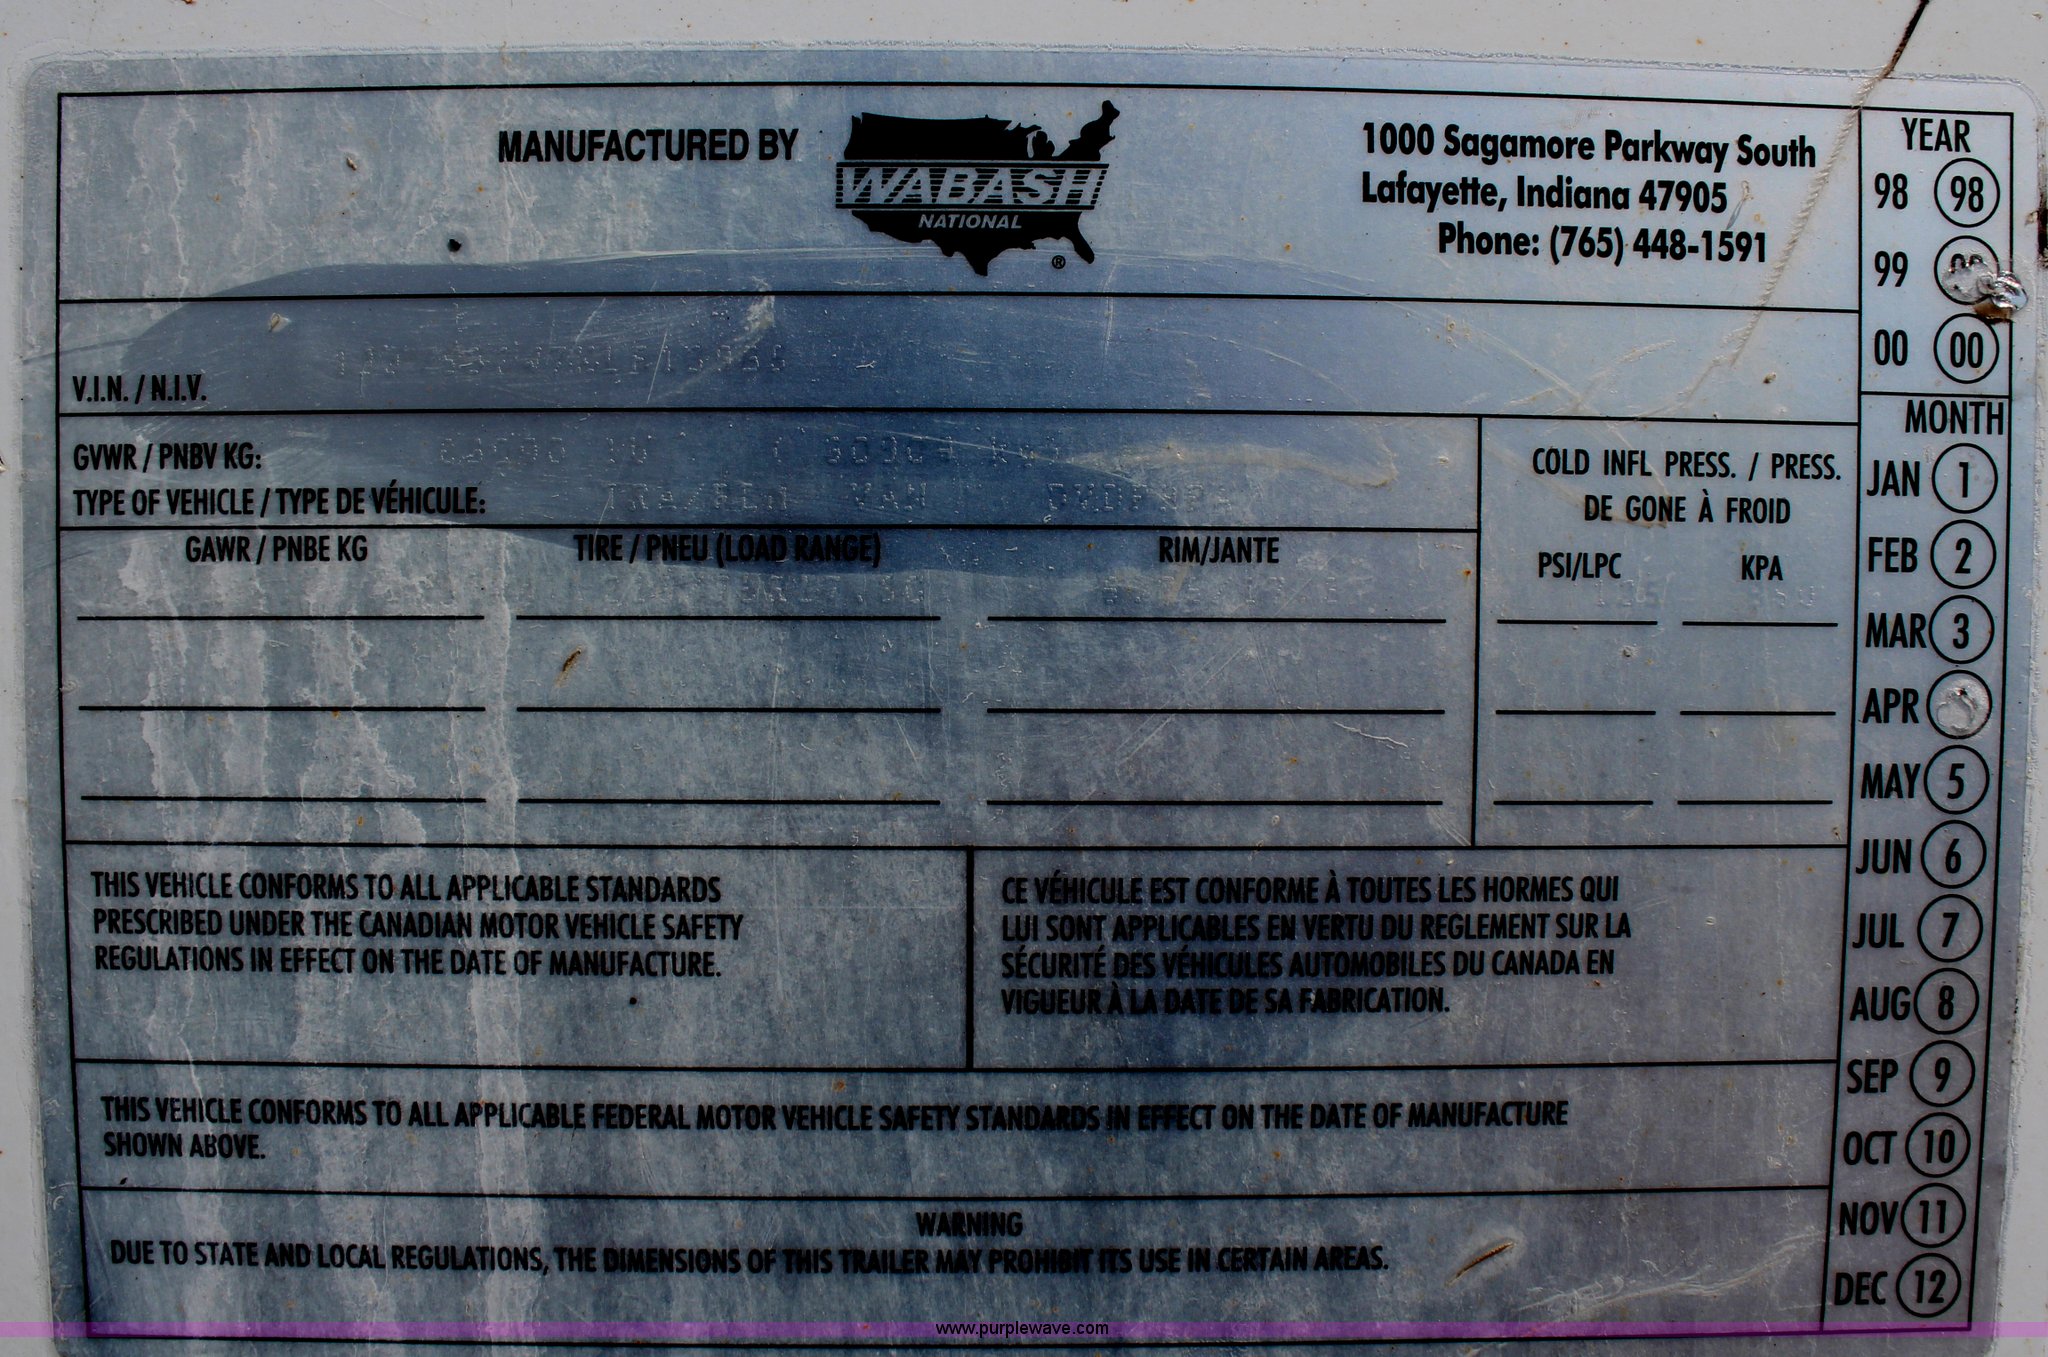 MANUFACTURED BY
WABASH
NATIONAL
®
1000 Sagamore Parkway South
Lafayette, Indiana 47905
Phone: (765) 448-1591
V.I.N. / N.I.V.
GVWR / PNBV KG:
TYPE OF VEHICLE / TYPE DE VÉHICULE: VAN
GAWR / PNBE KG TIRE / PNEU (LOAD RANGE) RIM/JANTE
COLD INFL PRESS. / PRESS.
DE GONE À FROID
PSI/LPC KPA
THIS VEHICLE CONFORMS TO ALL APPLICABLE STANDARDS
PRESCRIBED UNDER THE CANADIAN MOTOR VEHICLE SAFETY
REGULATIONS IN EFFECT ON THE DATE OF MANUFACTURE.
CE VÉHICULE EST CONFORME À TOUTES LES HORMES QUI
LUI SONT APPLICABLES EN VERTU DU REGLEMENT SUR LA
SÉCURITÉ DES VÉHICULES AUTOMOBILES DU CANADA EN
VIGUEUR À LA DATE DE SA FABRICATION.
THIS VEHICLE CONFORMS TO ALL APPLICABLE FEDERAL MOTOR VEHICLE SAFETY STANDARDS IN EFFECT ON THE DATE OF MANUFACTURE
SHOWN ABOVE.
WARNING
DUE TO STATE AND LOCAL REGULATIONS, THE DIMENSIONS OF THIS TRAILER MAY PROHIBIT ITS USE IN CERTAIN AREAS.
YEAR
98 98
99
00 00
MONTH
JAN 1
FEB 2
MAR 3
APR
MAY 5
JUN 6
JUL 7
AUG 8
SEP 9
OCT 10
NOV 11
DEC 12
www.purplewave.com